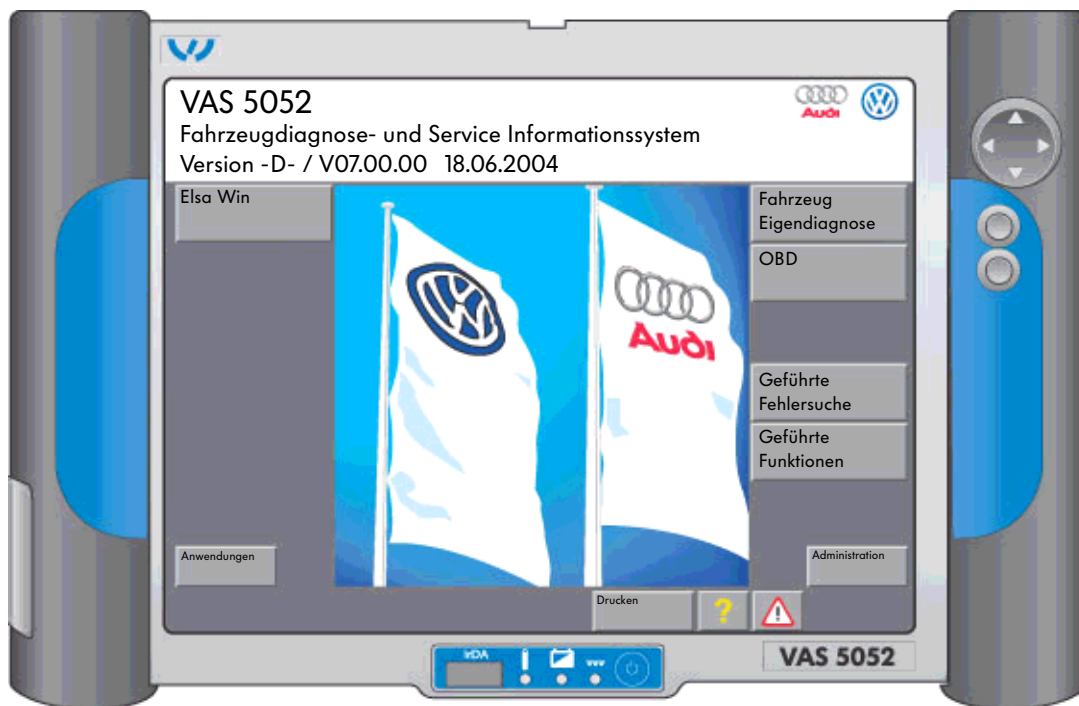 VAS 5052
Fahrzeugdiagnose- und Service Informationssystem
Version -D- / V07.00.00 18.06.2004
Audi
Elsa Win
Fahrzeug
Eigendiagnose
OBD
Audi
Geführte
Fehlersuche
Geführte
Funktionen
Anwendungen
Administration
Drucken
?
IrDA
VAS 5052